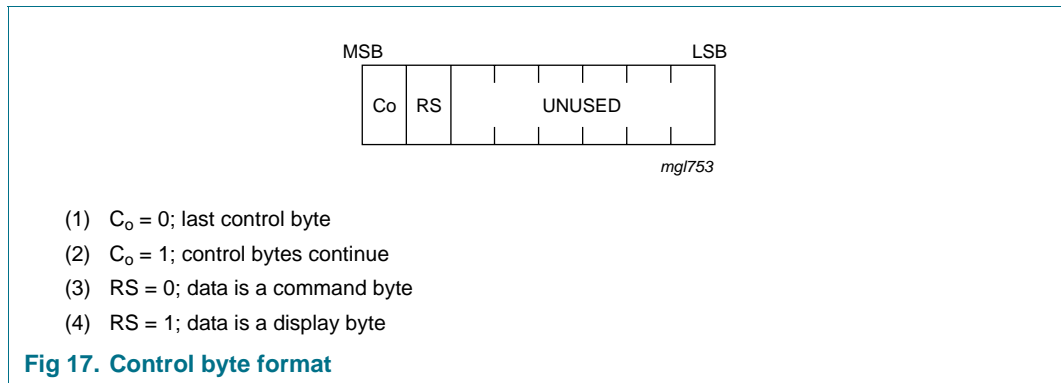 MSB LSB
Co RS UNUSED
mgl753
(1) Co = 0; last control byte
(2) Co = 1; control bytes continue
(3) RS = 0; data is a command byte
(4) RS = 1; data is a display byte
Fig 17. Control byte format